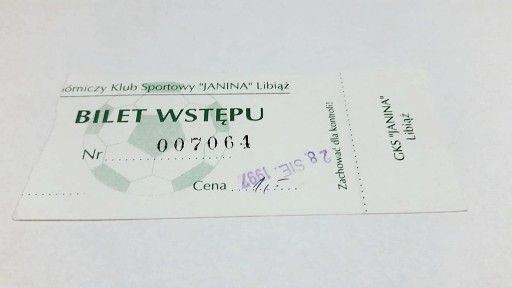 órniczy Klub Sportowy "JANINA" Libiąż
BILET WSTĘPU
Nr 007064
28. SIE. 1997
Cena
Zachować dla kontroli!
GKS "JANINA"
Libiąż